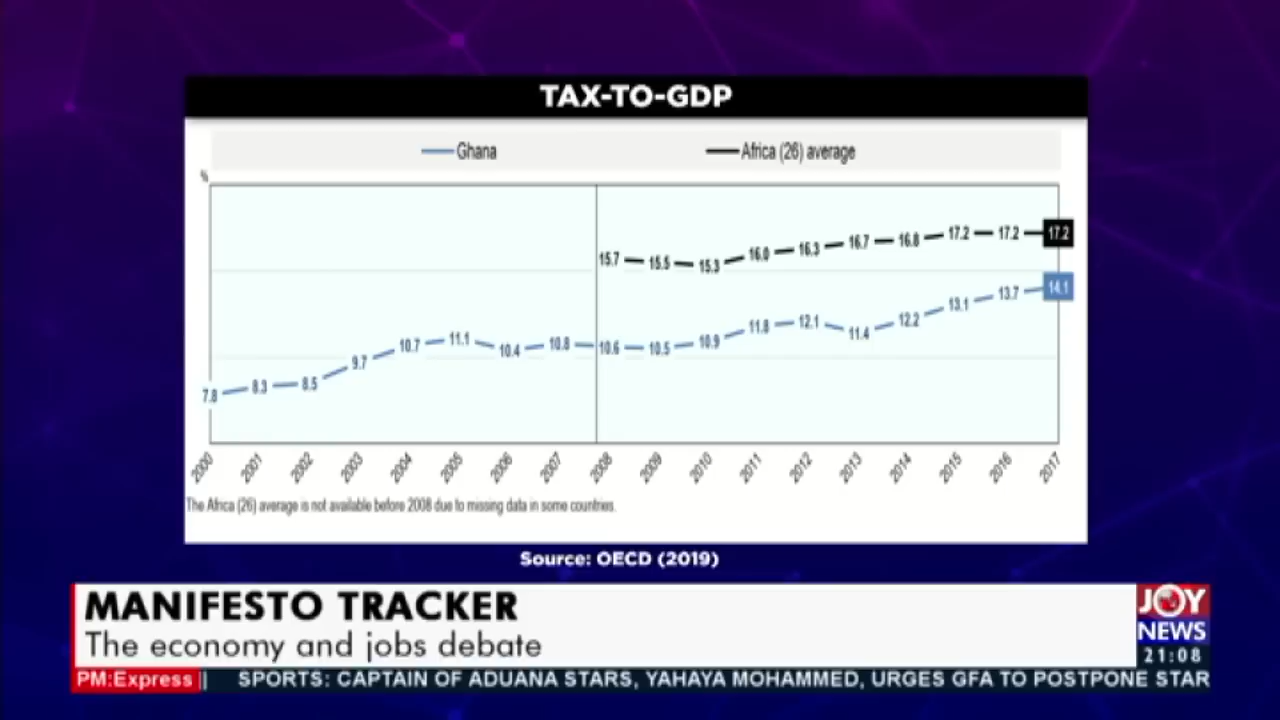 TAX-TO-GDP
Ghana
Africa (26) average
%
15.7 15.5 15.3 16.0 16.3 16.7 16.8 17.2 17.2 17.2
7.8 8.3 8.5 9.7 10.7 11.1 10.4 10.8 10.6 10.5 10.9 11.8 12.1 11.4 12.2 13.1 13.7 14.1
2000 2001 2002 2003 2004 2005 2006 2007 2008 2009 2010 2011 2012 2013 2014 2015 2016 2017
The Africa (26) average is not available before 2008 due to missing data in some countries.
Source: OECD (2019)
MANIFESTO TRACKER
The economy and jobs debate
JOY
NEWS
21:08
PM:Express | SPORTS: CAPTAIN OF ADUANA STARS, YAHAYA MOHAMMED, URGES GFA TO POSTPONE STAR